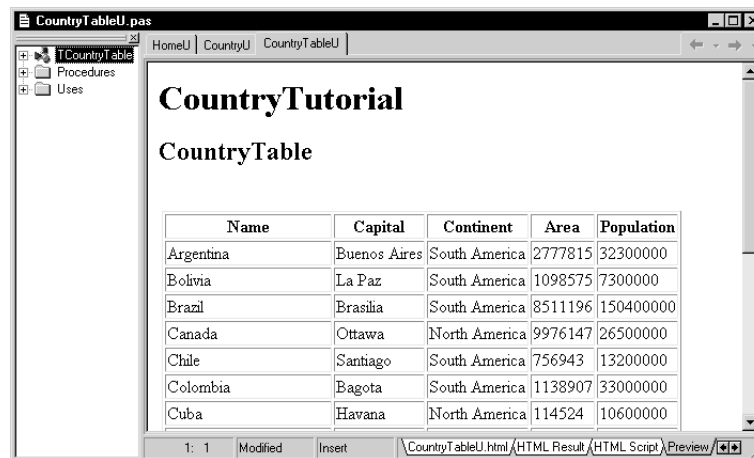 CountryTableU.pas
HomeU CountryU CountryTableU
TCountryTable
Procedures
Uses
CountryTutorial
CountryTable
Name Capital Continent Area Population
Argentina Buenos Aires South America 2777815 32300000
Bolivia La Paz South America 1098575 7300000
Brazil Brasilia South America 8511196 150400000
Canada Ottawa North America 9976147 26500000
Chile Santiago South America 756943 13200000
Colombia Bagota South America 1138907 33000000
Cuba Havana North America 114524 10600000
1: 1 Modified Insert CountryTableU.html HTML Result HTML Script Preview